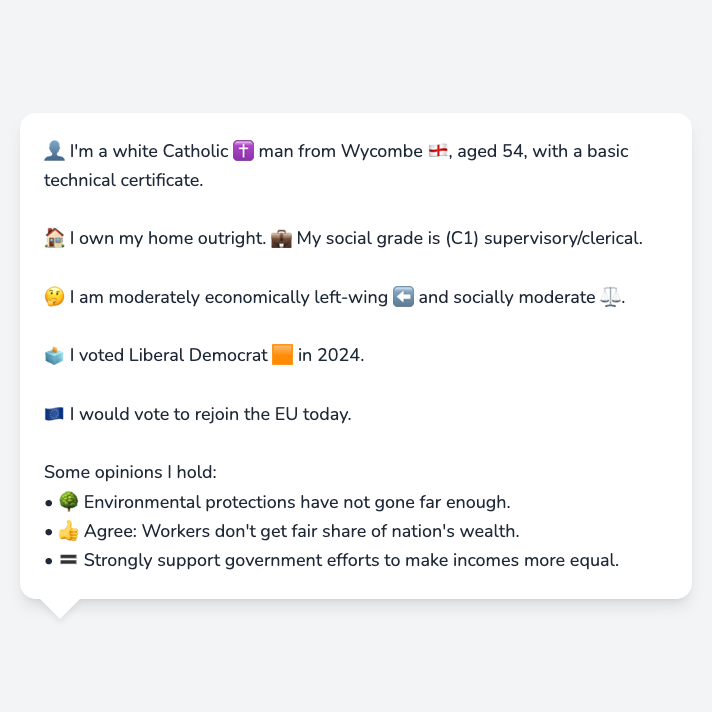 👤 I'm a white Catholic ✝️ man from Wycombe 🏴󠁧󠁢󠁥󠁮󠁧󠁿, aged 54, with a basic
technical certificate.
🏠 I own my home outright. 💼 My social grade is (C1) supervisory/clerical.
🤔 I am moderately economically left-wing ⬅️ and socially moderate ⚖️.
🗳️ I voted Liberal Democrat 🟧 in 2024.
🇪🇺 I would vote to rejoin the EU today.
Some opinions I hold:
• 🌳 Environmental protections have not gone far enough.
• 👍 Agree: Workers don't get fair share of nation's wealth.
• 🟰 Strongly support government efforts to make incomes more equal.